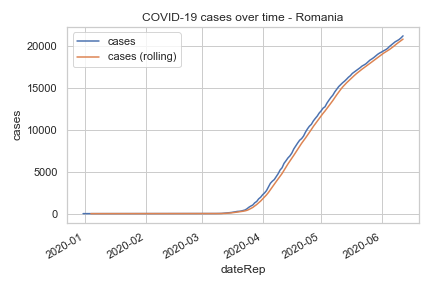 COVID-19 cases over time - Romania
cases
cases (rolling)
20000
15000
10000
5000
0
cases
2020-01
2020-02
2020-03
2020-04
2020-05
2020-06
dateRep